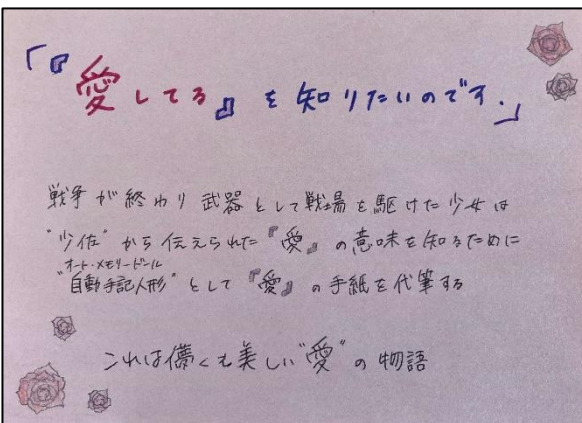 「『愛してる』を知りたいのです.」
戦争が終わり 武器として戦場を駆けた少女は
"少佐"から伝えられた『愛』の意味を知るために
オート・メモリー・ドール
"自動手記人形"として『愛』の手紙を代筆する
これは儚くも美しい"愛"の物語